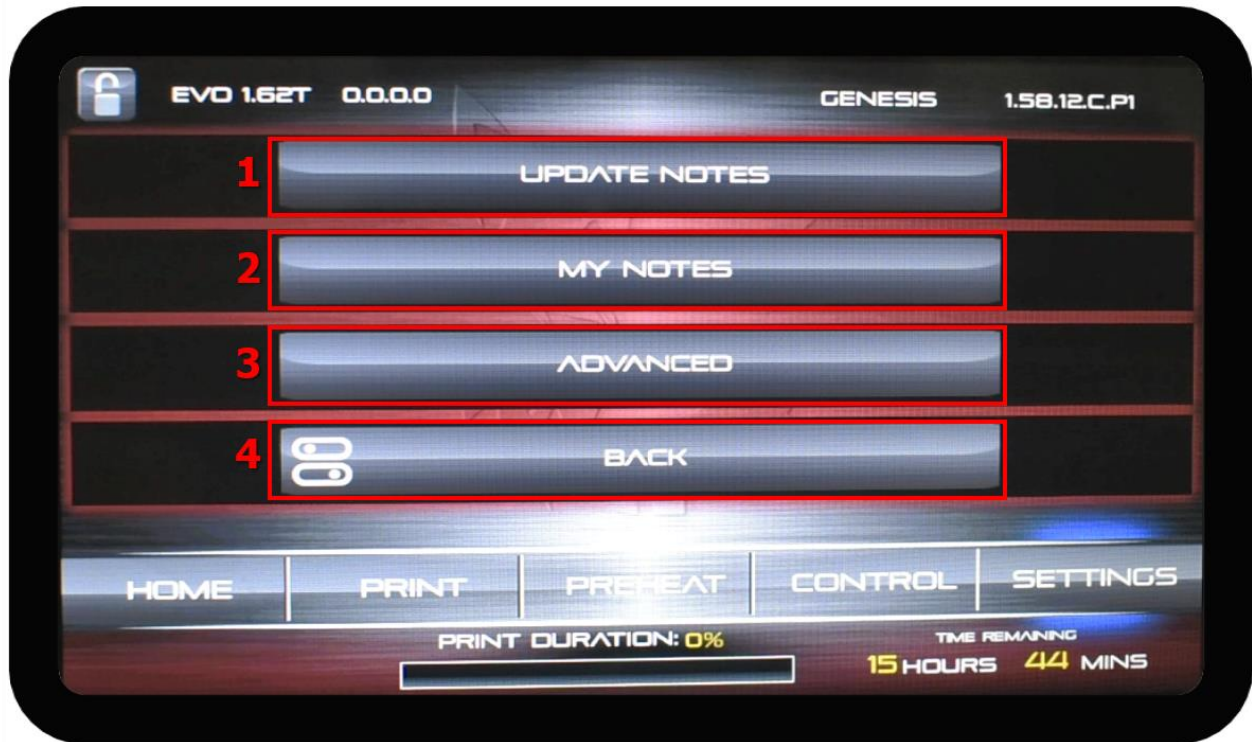 EVO 1.62T 0.0.0.0 GENESIS 1.58.12.C.P1
1 UPDATE NOTES
2 MY NOTES
3 ADVANCED
4 BACK
HOME PRINT PREHEAT CONTROL SETTINGS
PRINT DURATION: 0% TIME REMAINING
15 HOURS 44 MINS